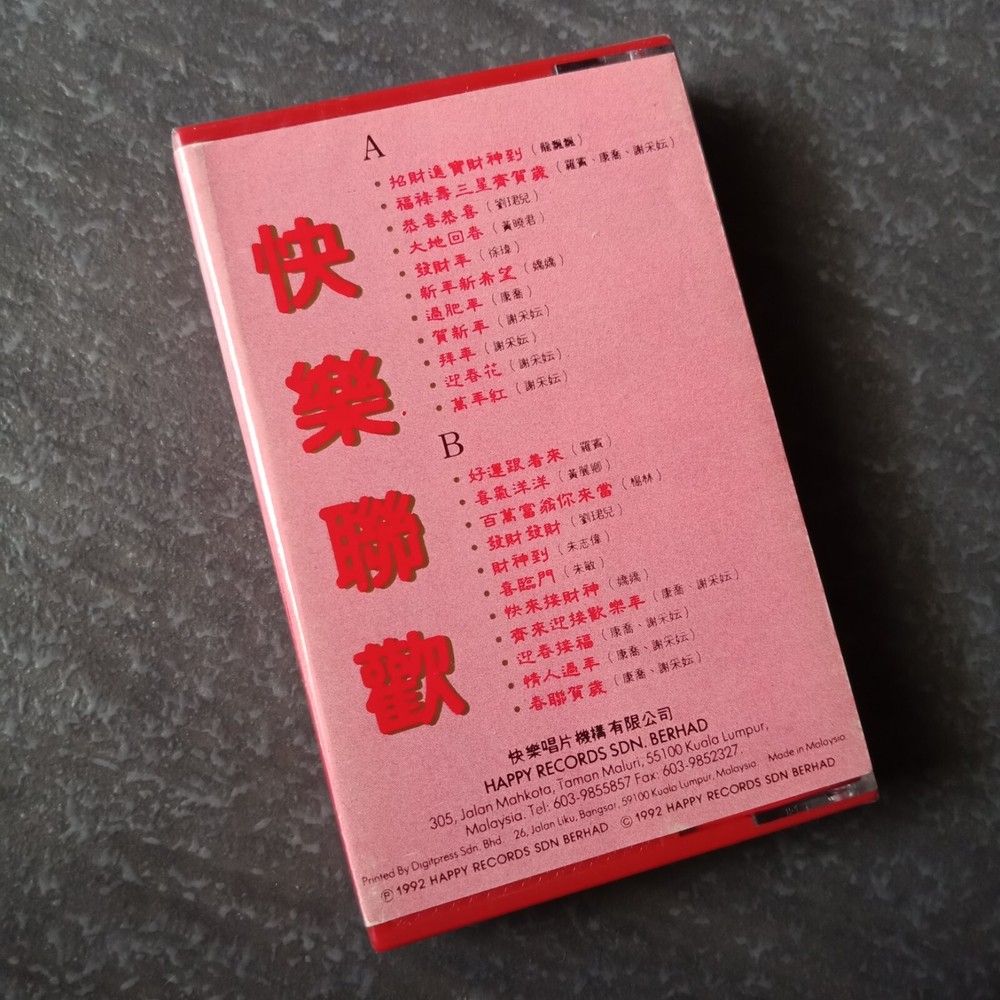 快樂聯歡
A
• 招財進寶財神到（龍飄飄）
• 福祿壽三星齊賀歲（羅賓、康喬、謝采妘）
• 恭喜恭喜（劉珺兒）
• 大地回春（黃曉君）
• 發財年（徐瑋）
• 新年新希望（嬌嬌）
• 過肥年（康喬）
• 賀新年（謝采妘）
• 拜年（謝采妘）
• 迎春花（謝采妘）
• 萬年紅（謝采妘）
B
• 好運跟着來（羅賓）
• 喜氣洋洋（黃麗卿）
• 百萬富翁你來當（楊林）
• 發財發財（劉珺兒）
• 財神到（朱志偉）
• 喜臨門（朱敏）
• 快來接財神（嬌嬌）
• 齊來迎接歡樂年（康喬、謝采妘）
• 迎春接福（康喬、謝采妘）
• 情人過年（康喬、謝采妘）
• 春聯賀歲（康喬、謝采妘）
快樂唱片機構有限公司
HAPPY RECORDS SDN. BERHAD
305, Jalan Mahkota, Taman Maluri, 55100 Kuala Lumpur,
Malaysia. Tel: 603-9855857 Fax: 603-9852327.
Printed By Digitpress Sdn. Bhd 26, Jalan Liku, Bangsar, 59100 Kuala Lumpur, Malaysia. Made in Malaysia.
Ⓟ 1992 HAPPY RECORDS SDN BERHAD © 1992 HAPPY RECORDS SDN BERHAD